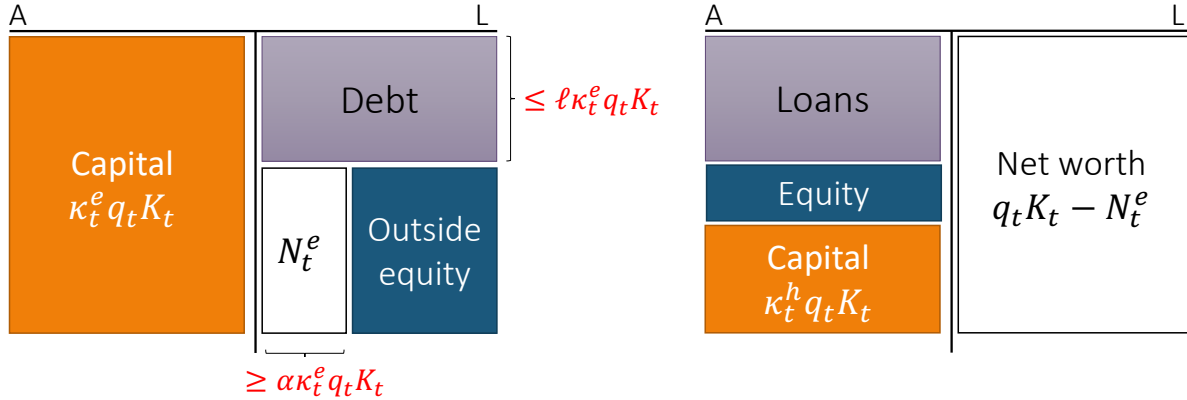 A L
Capital
κ_t^e q_t K_t
Debt
≤ ℓκ_t^e q_t K_t
N_t^e
Outside
equity
≥ ακ_t^e q_t K_t
A L
Loans
Equity
Capital
κ_t^h q_t K_t
Net worth
q_t K_t − N_t^e